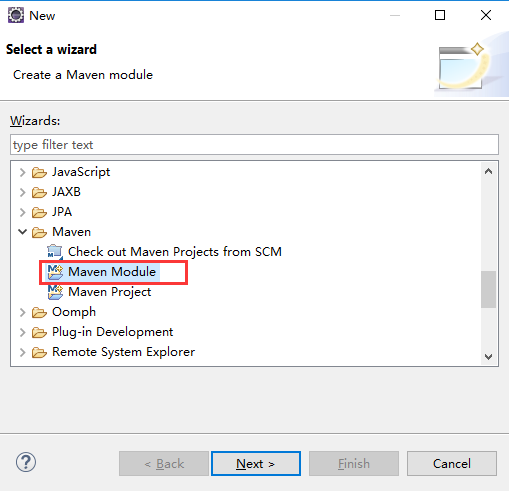 New
Select a wizard
Create a Maven module
Wizards:
type filter text
JavaScript
JAXB
JPA
Maven
Check out Maven Projects from SCM
Maven Module
Maven Project
Oomph
Plug-in Development
Remote System Explorer
?
< Back
Next >
Finish
Cancel